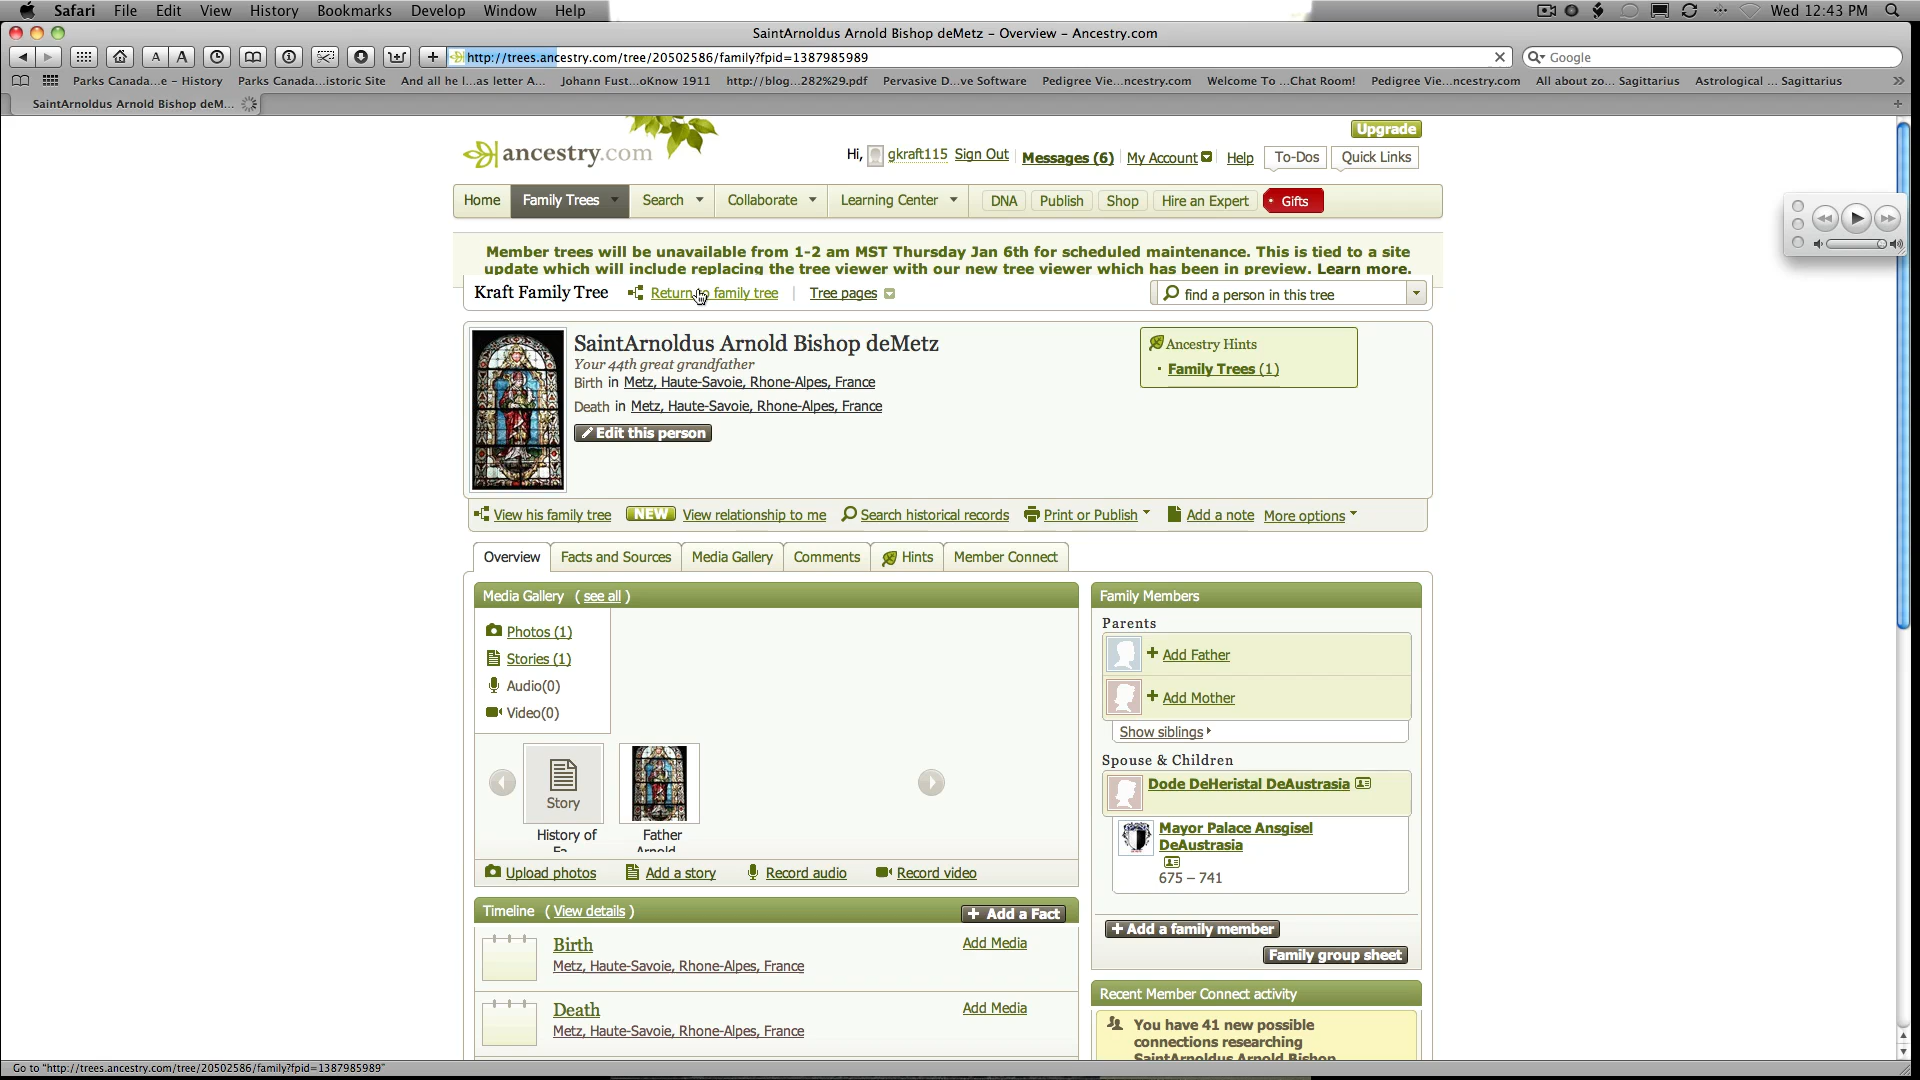 Safari File Edit View History Bookmarks Develop Window Help Wed 12:43 PM
SaintArnoldus Arnold Bishop deMetz – Overview – Ancestry.com
A A http://trees.ancestry.com/tree/20502586/family?fpid=1387985989 Google
Parks Canada...e – History Parks Canada...istoric Site And all he l...as letter A... Johann Fust...oKnow 1911 http://blog...282%29.pdf Pervasive D...ve Software Pedigree Vie...ncestry.com Welcome To ...Chat Room! Pedigree Vie...ncestry.com All about zo... Sagittarius Astrological ... Sagittarius
SaintArnoldus Arnold Bishop deM...
Upgrade
ancestry.com
Hi, gkraft115 Sign Out Messages (6) My Account Help To-Dos Quick Links
Home Family Trees Search Collaborate Learning Center DNA Publish Shop Hire an Expert Gifts
Member trees will be unavailable from 1-2 am MST Thursday Jan 6th for scheduled maintenance. This is tied to a site
update which will include replacing the tree viewer with our new tree viewer which has been in preview. Learn more.
Kraft Family Tree Return to family tree | Tree pages find a person in this tree
SaintArnoldus Arnold Bishop deMetz
Your 44th great grandfather
Birth in Metz, Haute-Savoie, Rhone-Alpes, France
Death in Metz, Haute-Savoie, Rhone-Alpes, France
Edit this person
Ancestry Hints
· Family Trees (1)
View his family tree NEW View relationship to me Search historical records Print or Publish Add a note More options
Overview Facts and Sources Media Gallery Comments Hints Member Connect
Media Gallery ( see all )
Photos (1)
Stories (1)
Audio(0)
Video(0)
Story
History of
Fa...
Father
Arnold...
Upload photos Add a story Record audio Record video
Timeline ( View details ) + Add a Fact
Birth Add Media
Metz, Haute-Savoie, Rhone-Alpes, France
Death Add Media
Metz, Haute-Savoie, Rhone-Alpes, France
Family Members
Parents
+ Add Father
+ Add Mother
Show siblings
Spouse & Children
Dode DeHeristal DeAustrasia
Mayor Palace Ansgisel
DeAustrasia
675 – 741
+ Add a family member
Family group sheet
Recent Member Connect activity
You have 41 new possible
connections researching
SaintArnoldus Arnold Bishop
Go to "http://trees.ancestry.com/tree/20502586/family?fpid=1387985989"